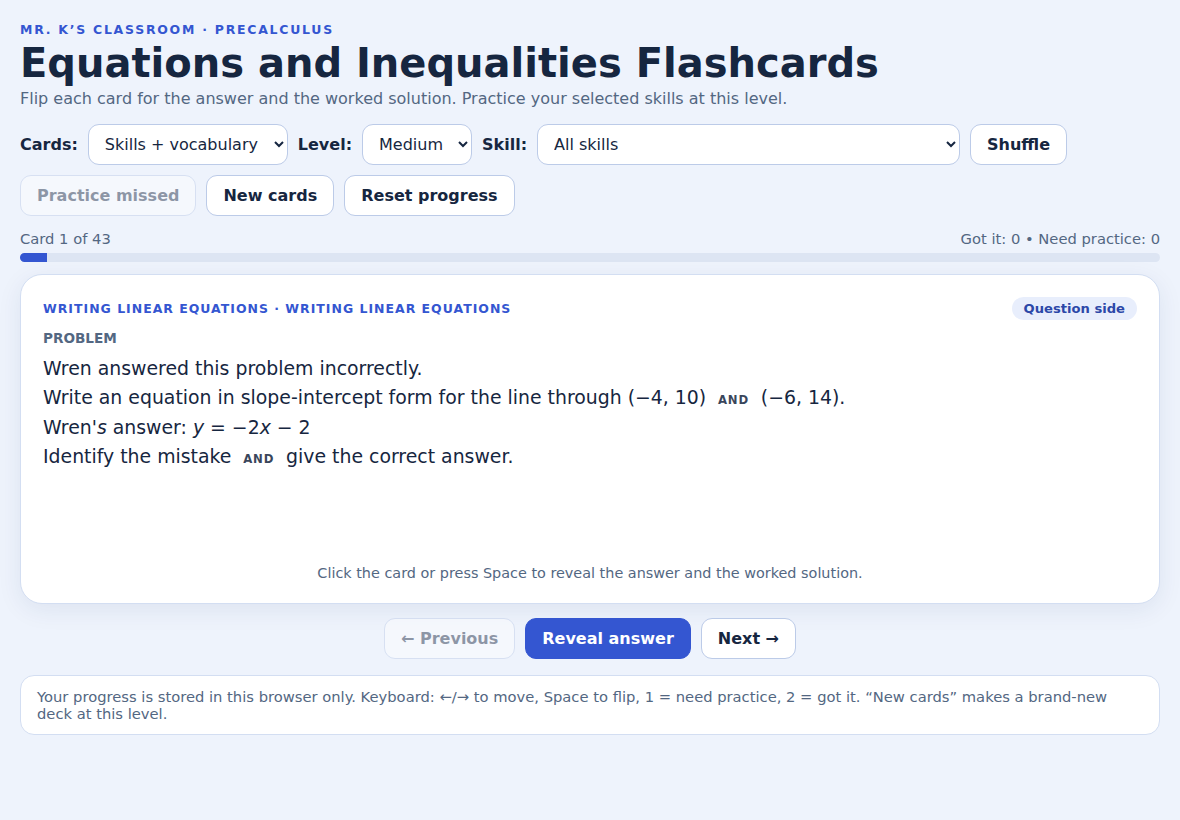 MR. K'S CLASSROOM · PRECALCULUS
Equations and Inequalities Flashcards
Flip each card for the answer and the worked solution. Practice your selected skills at this level.
Cards: Skills + vocabulary Level: Medium Skill: All skills Shuffle
Practice missed New cards Reset progress
Card 1 of 43 Got it: 0 • Need practice: 0
WRITING LINEAR EQUATIONS · WRITING LINEAR EQUATIONS Question side
PROBLEM
Wren answered this problem incorrectly.
Write an equation in slope-intercept form for the line through (−4, 10) AND (−6, 14).
Wren's answer: y = −2x − 2
Identify the mistake AND give the correct answer.
Click the card or press Space to reveal the answer and the worked solution.
← Previous Reveal answer Next →
Your progress is stored in this browser only. Keyboard: ←/→ to move, Space to flip, 1 = need practice, 2 = got it. “New cards” makes a brand-new
deck at this level.